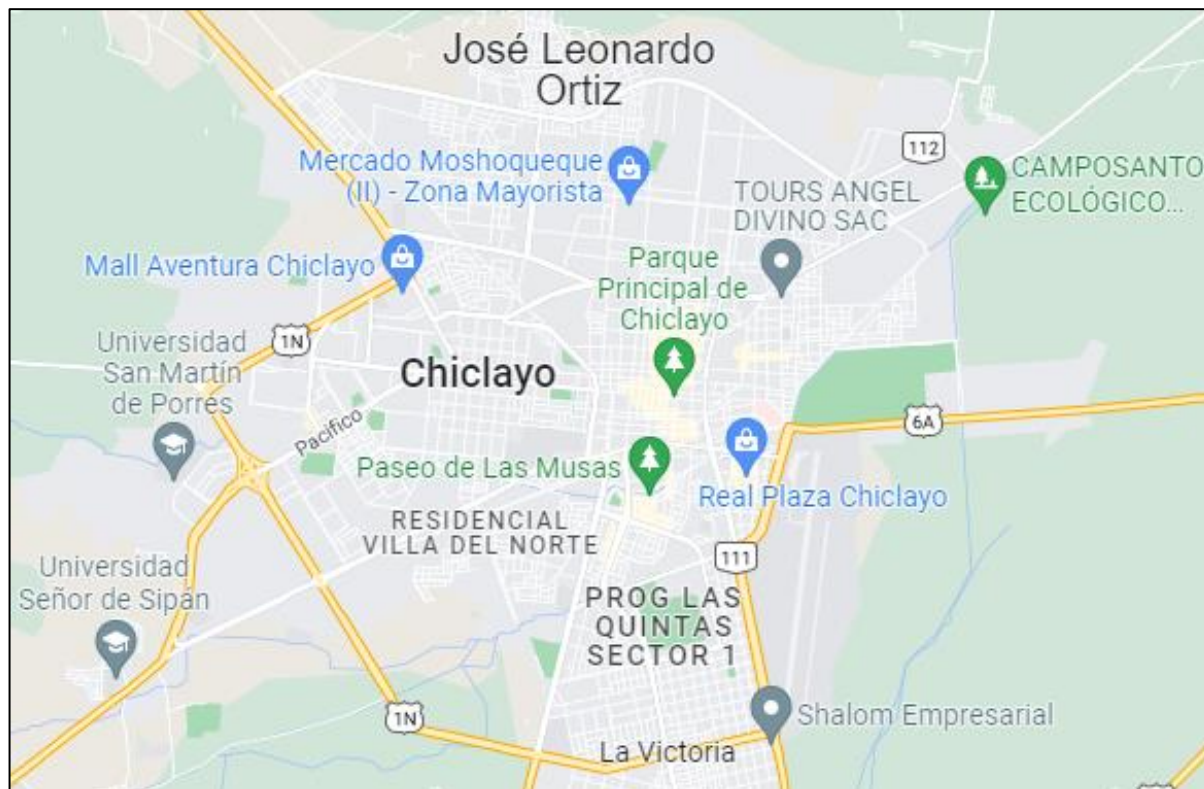 José Leonardo
Ortiz
112
Mercado Moshoqueque
(II) - Zona Mayorista
TOURS ANGEL
DIVINO SAC
CAMPOSANTO
ECOLÓGICO...
Mall Aventura Chiclayo
Parque
Principal de
Chiclayo
1N
Universidad
San Martín
de Porres
Chiclayo
6A
Pacífico
Paseo de Las Musas
Real Plaza Chiclayo
RESIDENCIAL
VILLA DEL NORTE
111
Universidad
Señor de Sipán
PROG LAS
QUINTAS
SECTOR 1
1N
Shalom Empresarial
La Victoria